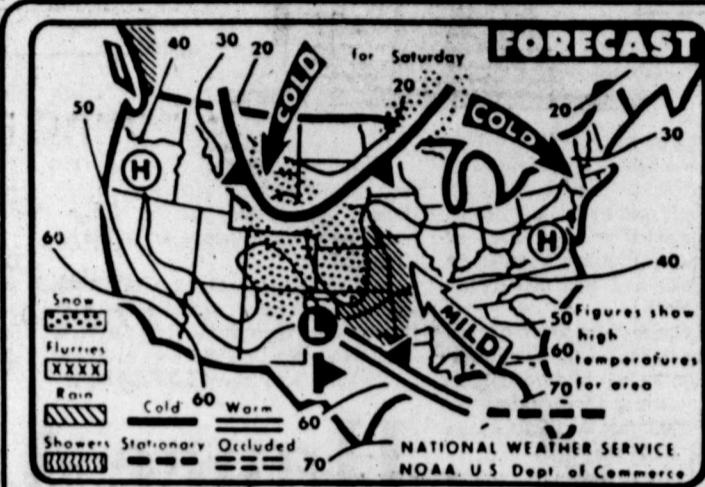 FORECAST
for Saturday
40
30
20
COLD
20
COLD
20
30
50
H
H
60
40
Snow
L
MILD
50 Figures show
high
Flurries
60 temperatures
70 for area
Rain
60
Cold Warm
60
Showers Stationary Occluded
70
NATIONAL WEATHER SERVICE.
NOAA. U.S. Dept. of Commerce